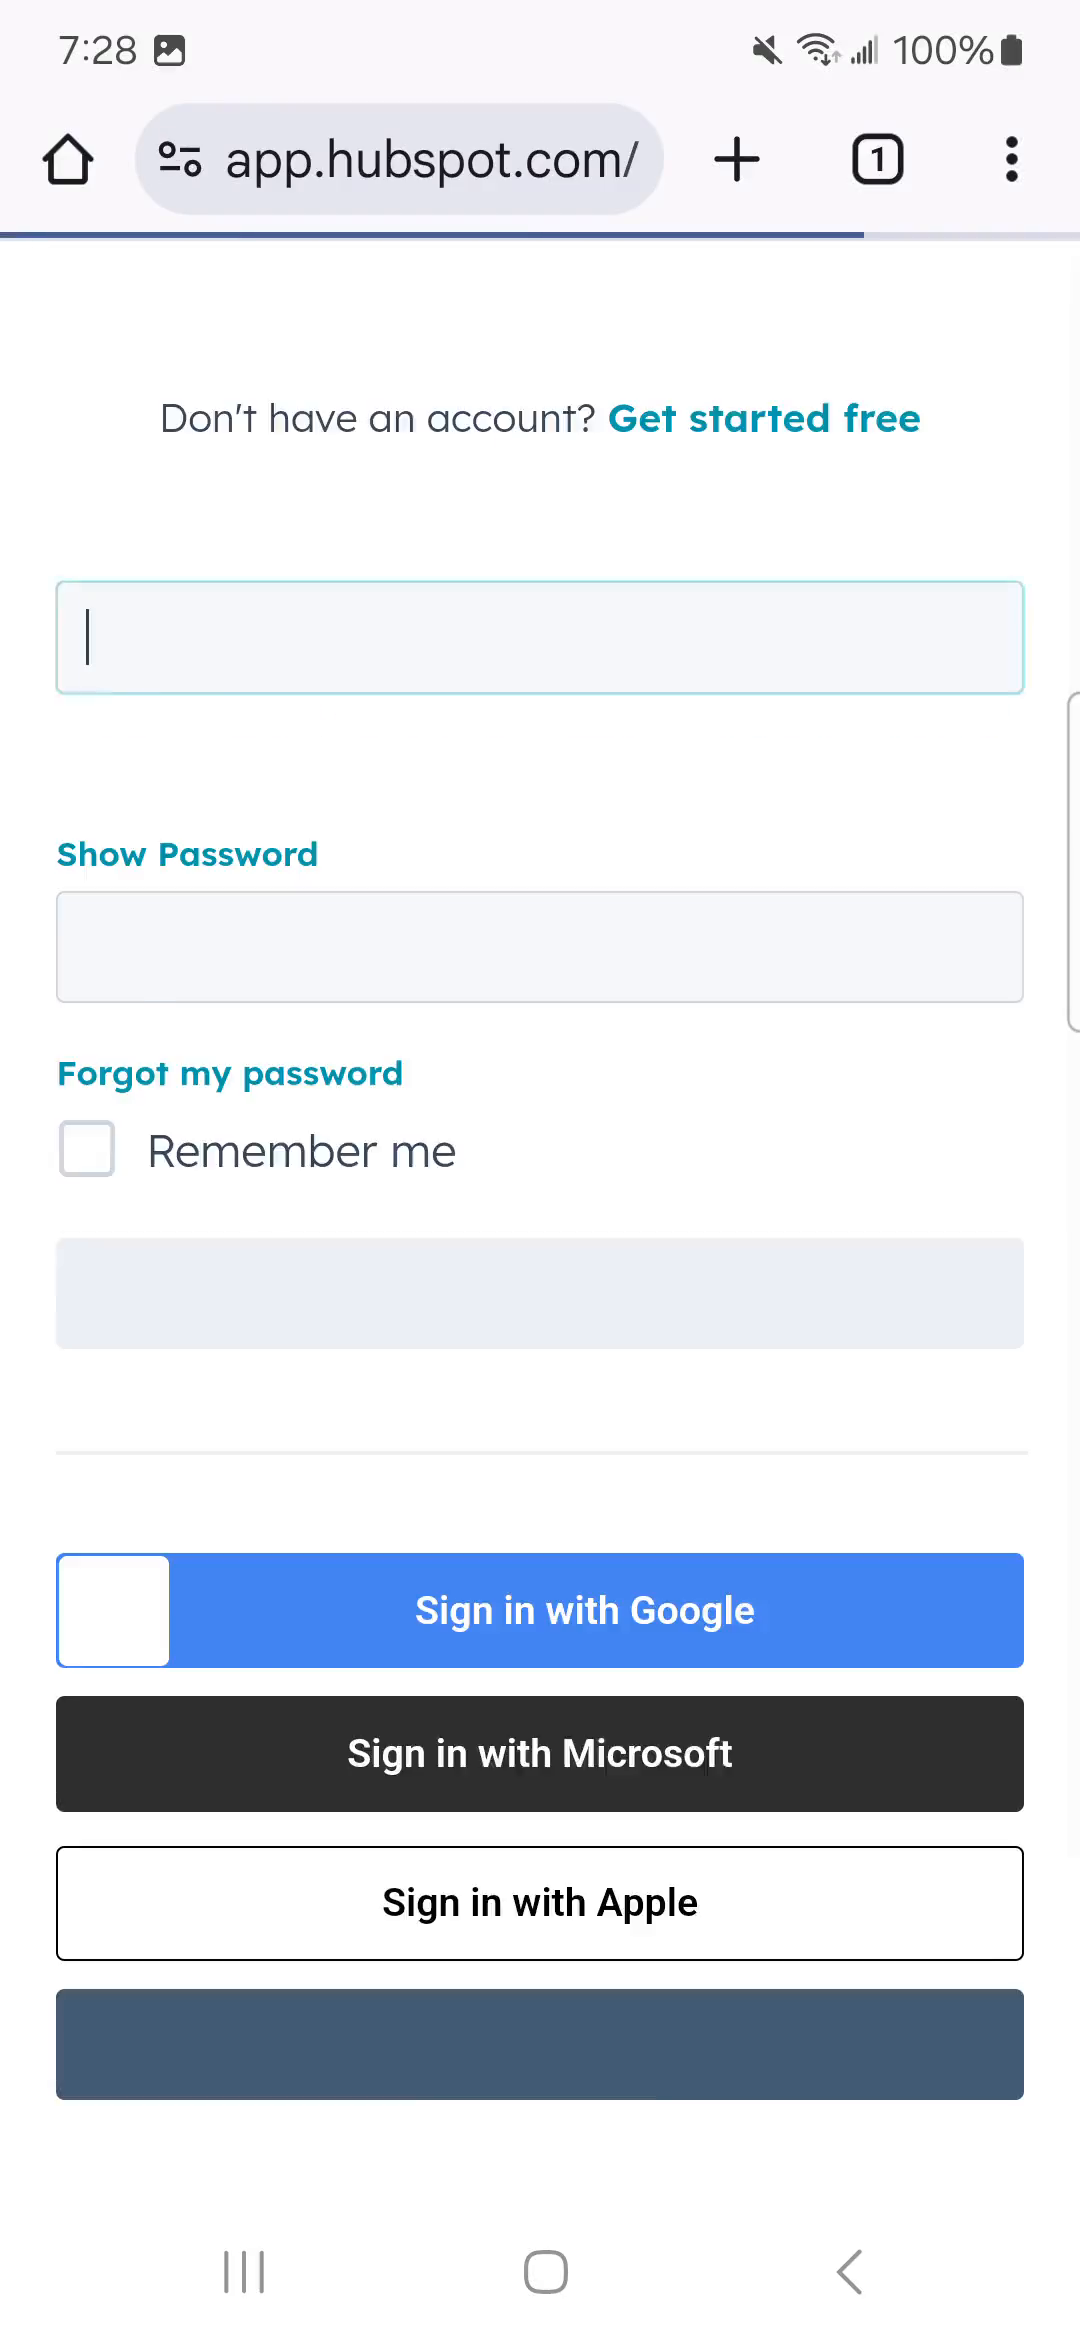 7:28
100%
app.hubspot.com/
1
Don't have an account? Get started free
Show Password
Forgot my password
Remember me
Sign in with Google
Sign in with Microsoft
Sign in with Apple